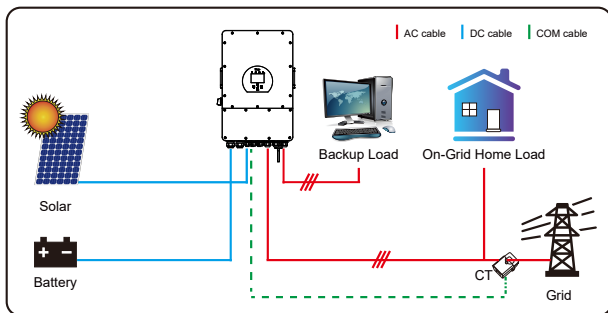 AC cable
DC cable
COM cable
Backup Load
On-Grid Home Load
Solar
Battery
CT
Grid